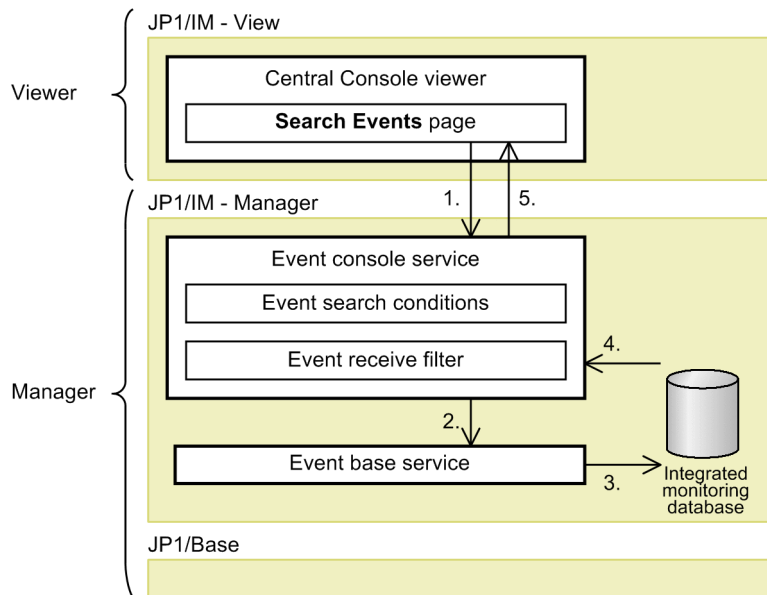 JP1/IM - View
Viewer
Central Console viewer
Search Events page
1.
5.
JP1/IM - Manager
Event console service
Event search conditions
Event receive filter
4.
Manager
2.
Event base service
3.
Integrated
monitoring
database
JP1/Base